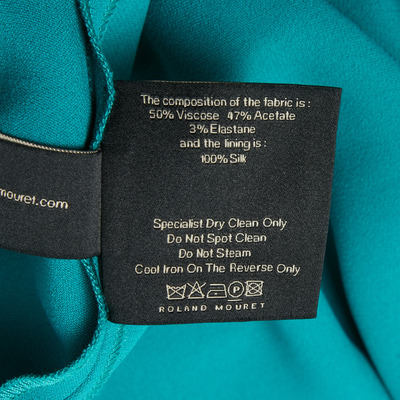 The composition of the fabric is :
50% Viscose 47% Acetate
3% Elastane
and the lining is :
100% Silk
mouret.com
Specialist Dry Clean Only
Do Not Spot Clean
Do Not Steam
Cool Iron On The Reverse Only
P
ROLAND MOURET